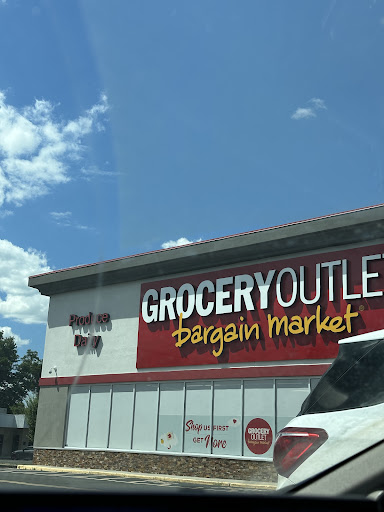 GROCERY OUTLET
bargain market
Produce
Dairy
Shop US FIRST
GET More
GROCERY
OUTLET